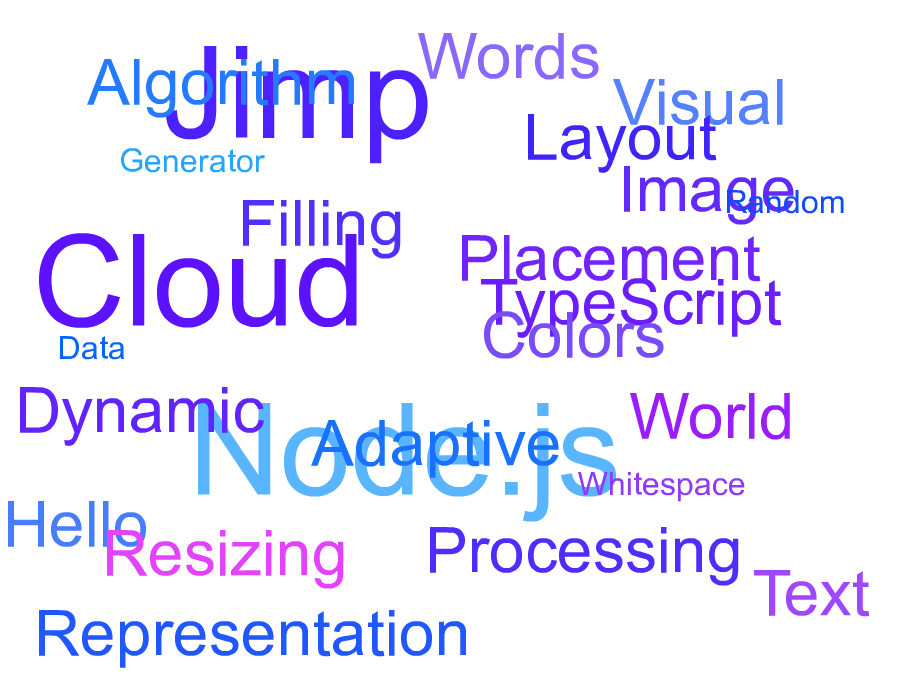 Words
Algorithm
Jimp
Visual
Layout
Generator
Image
Random
Filling
Placement
Cloud
TypeScript
Colors
Data
Dynamic
World
Adaptive
Node.js
Whitespace
Hello
Resizing
Processing
Text
Representation